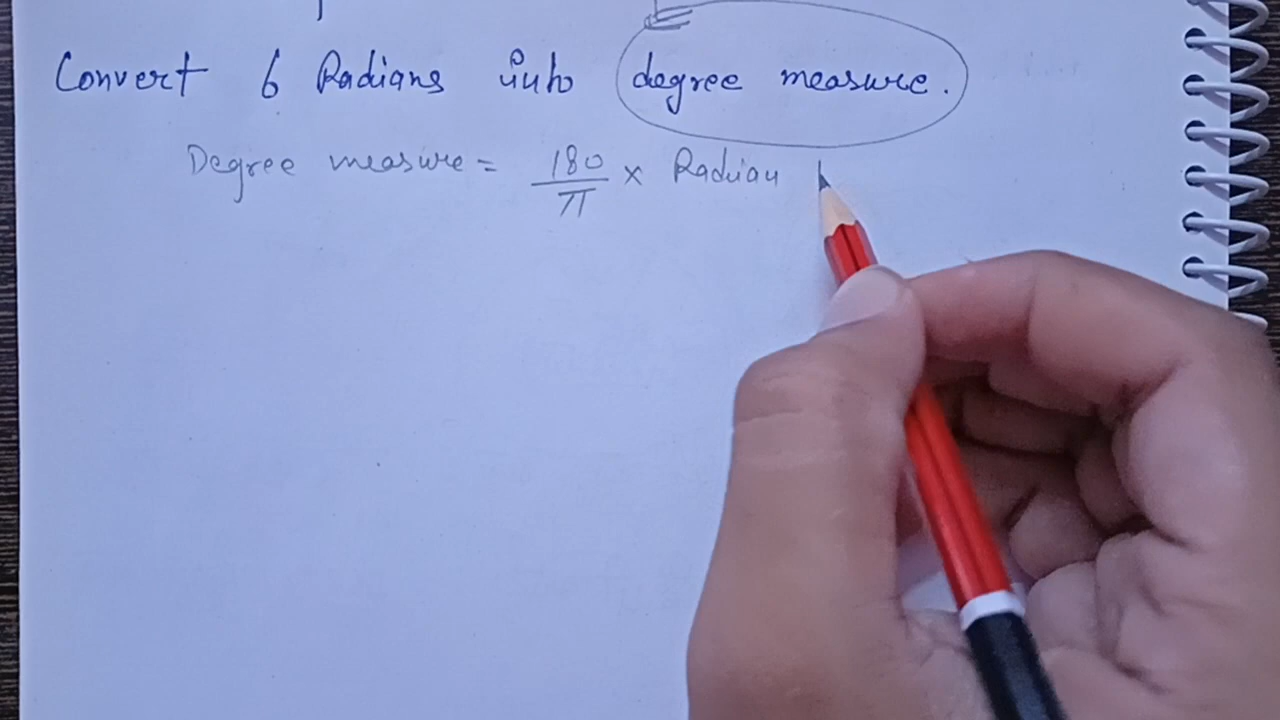 Convert 6 Radians into degree measure.
Degree measure = 180/π × Radian